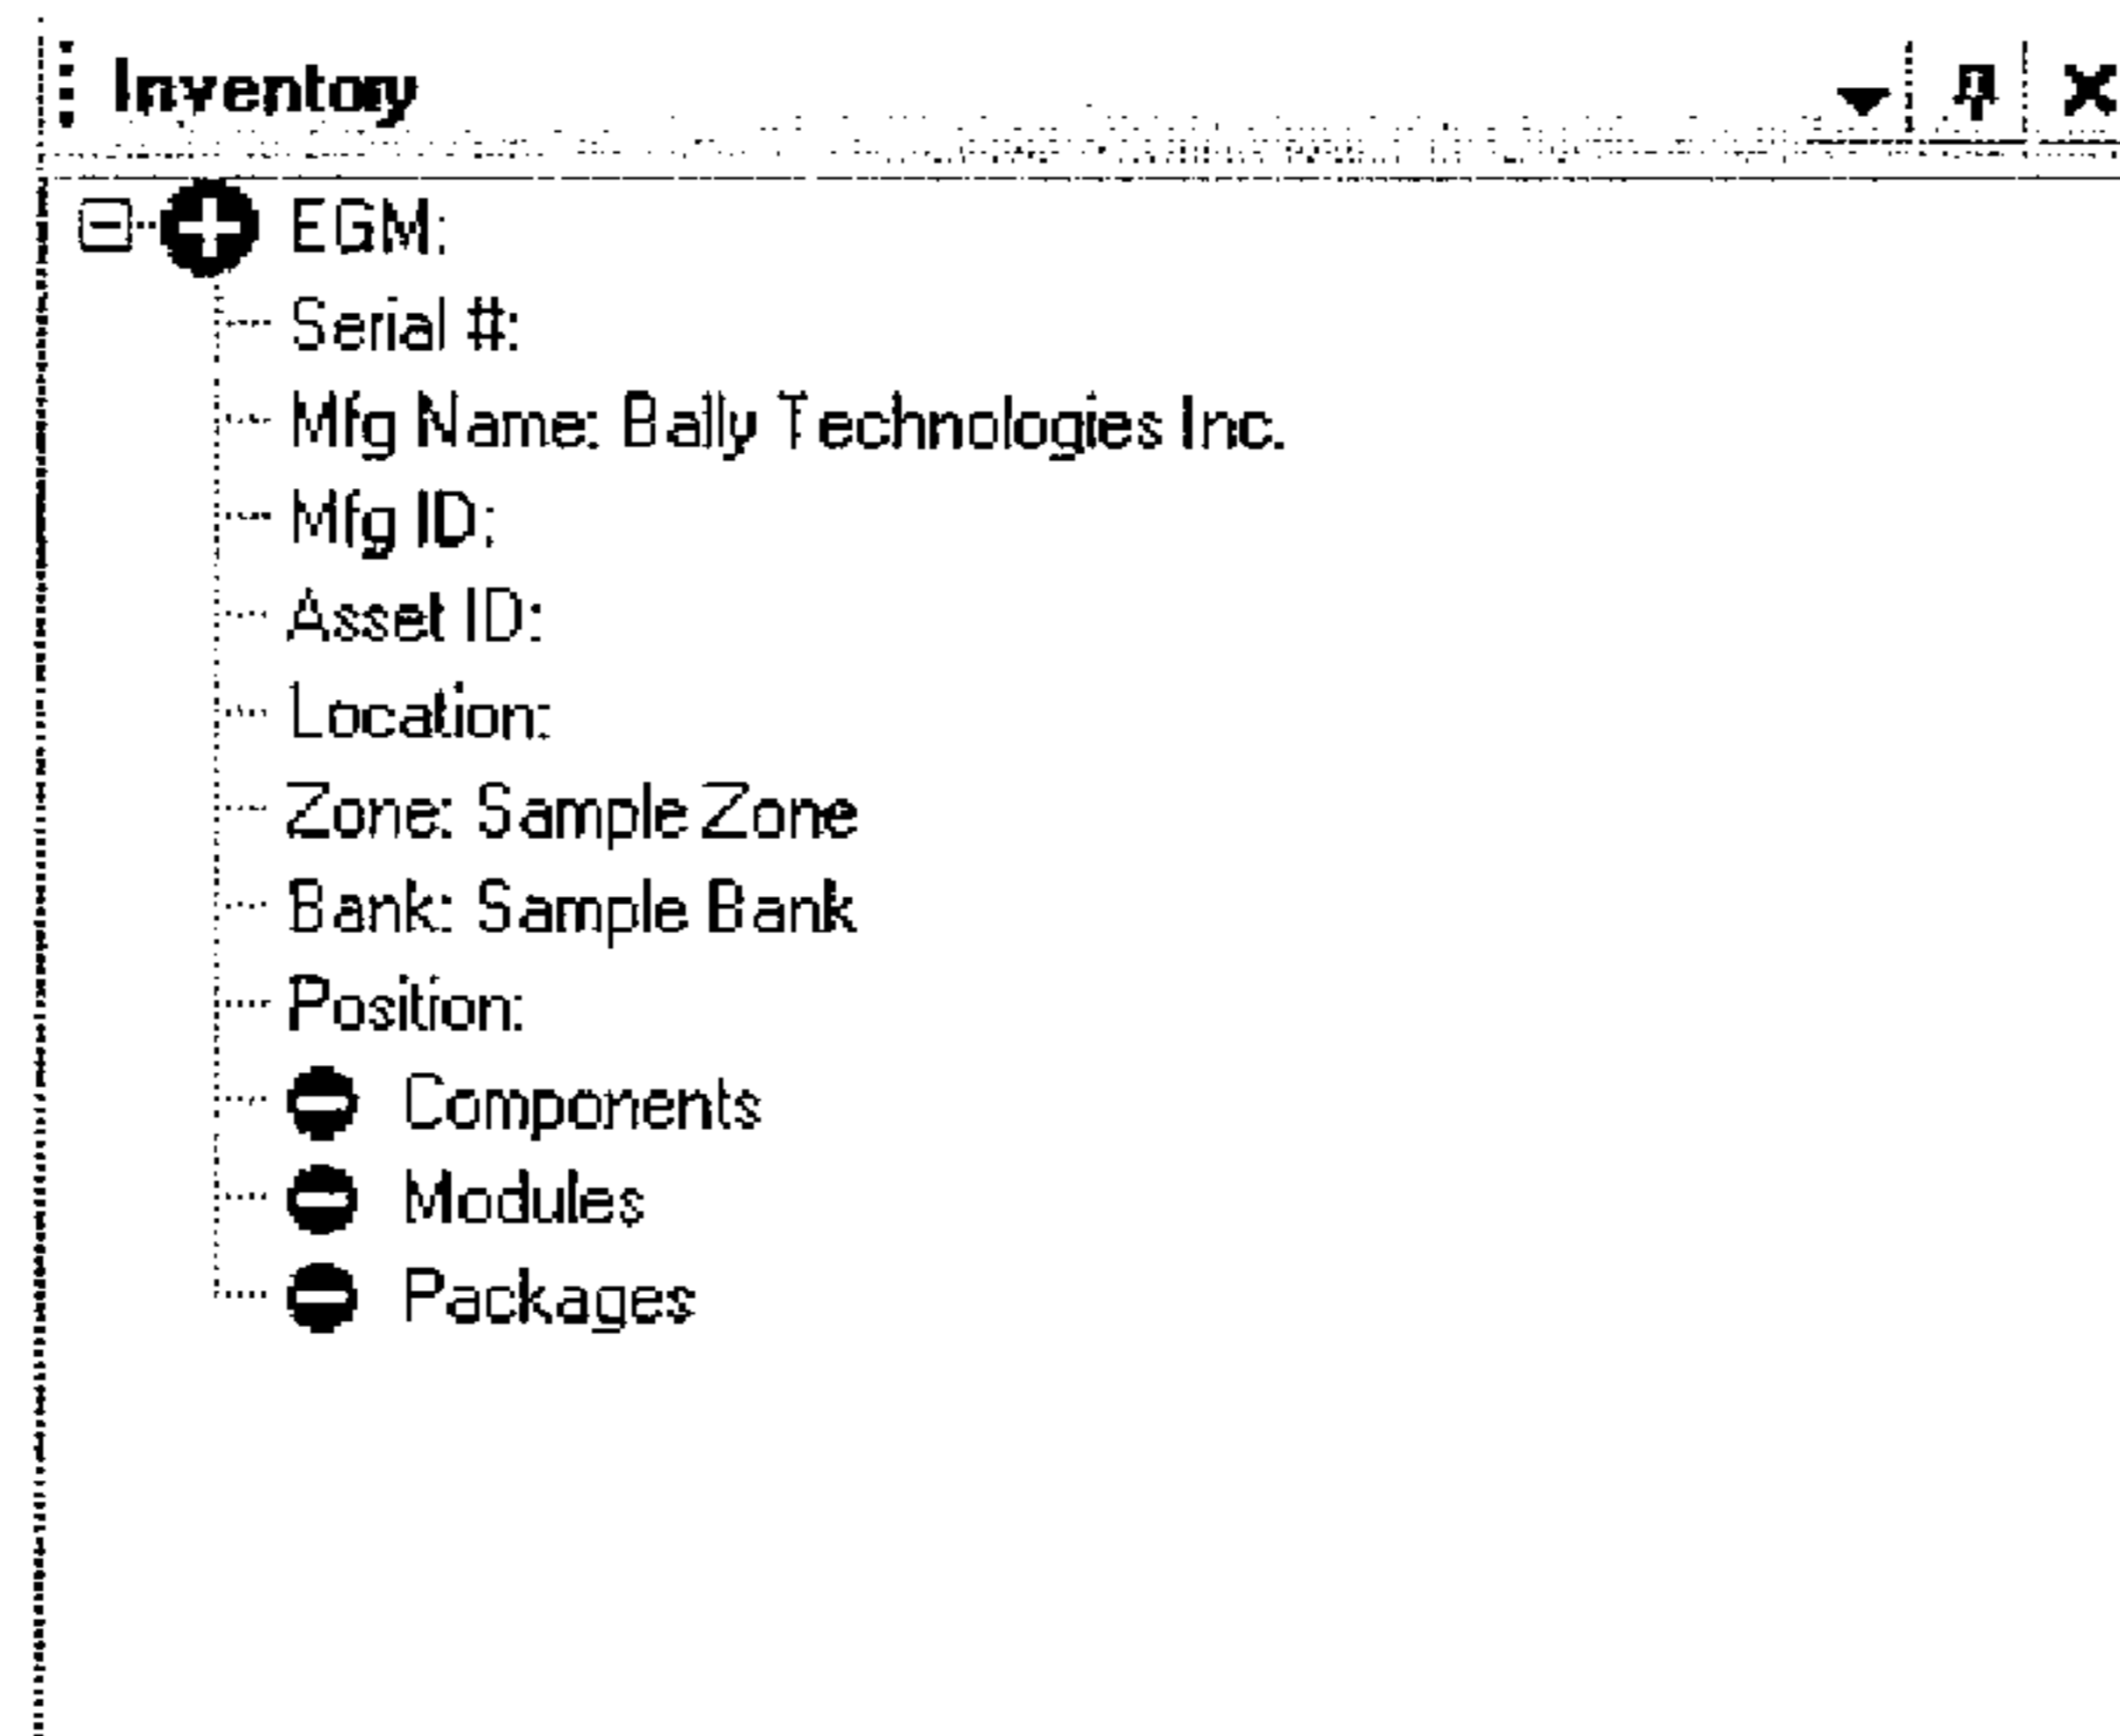 Inventory
EGM:
Serial #:
Mfg Name: Bally Technologies Inc.
Mfg ID:
Asset ID:
Location:
Zone: Sample Zone
Bank: Sample Bank
Position:
Components
Modules
Packages